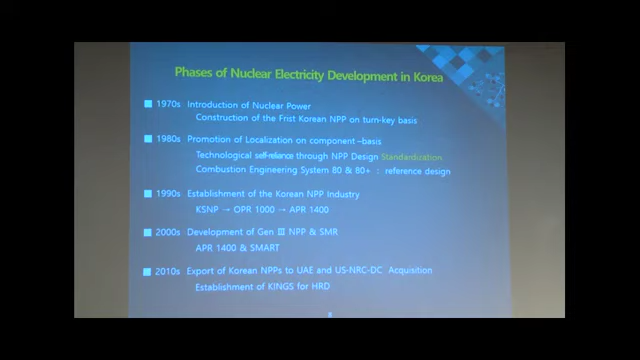 Phases of Nuclear Electricity Development in Korea
■ 1970s Introduction of Nuclear Power
Construction of the Frist Korean NPP on turn-key basis
■ 1980s Promotion of Localization on component-basis
Technological self-reliance through NPP Design Standardization
Combustion Engineering System 80 & 80+ : reference design
■ 1990s Establishment of the Korean NPP Industry
KSNP → OPR 1000 → APR 1400
■ 2000s Development of Gen Ⅲ NPP & SMR
APR 1400 & SMART
■ 2010s Export of Korean NPPs to UAE and US-NRC-DC Acquisition
Establishment of KINGS for HRD